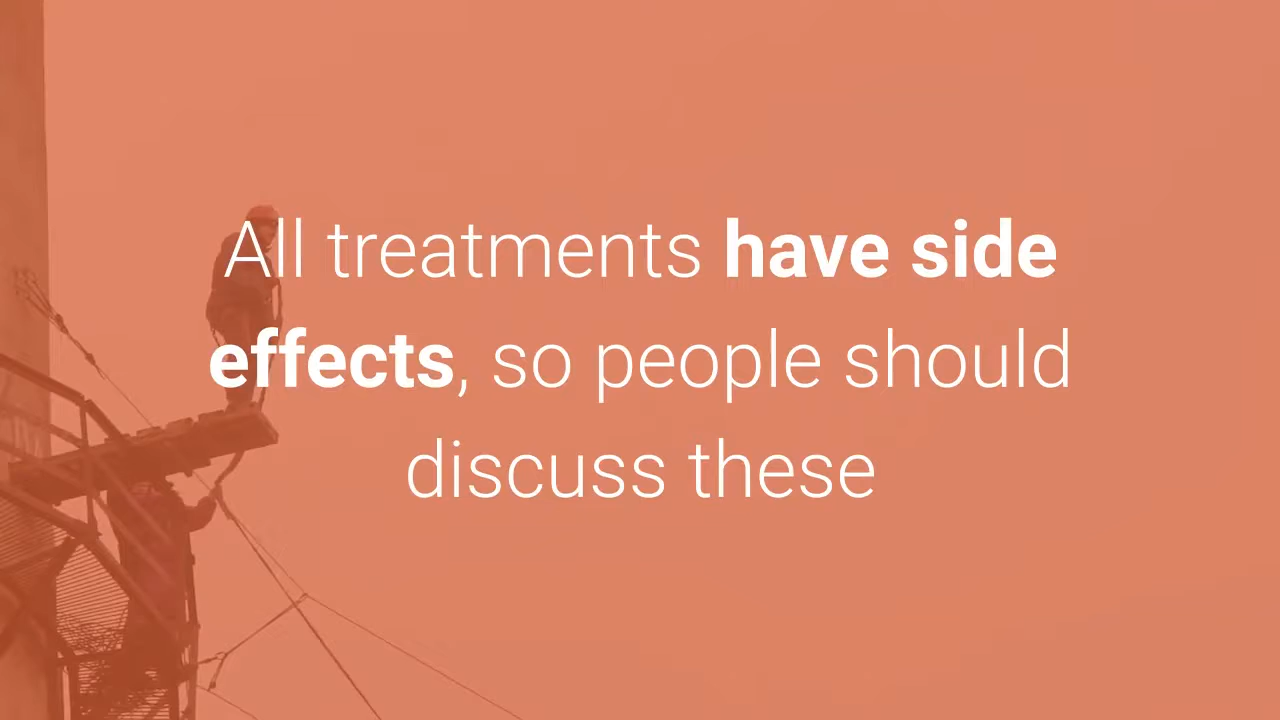 All treatments have side
effects, so people should
discuss these